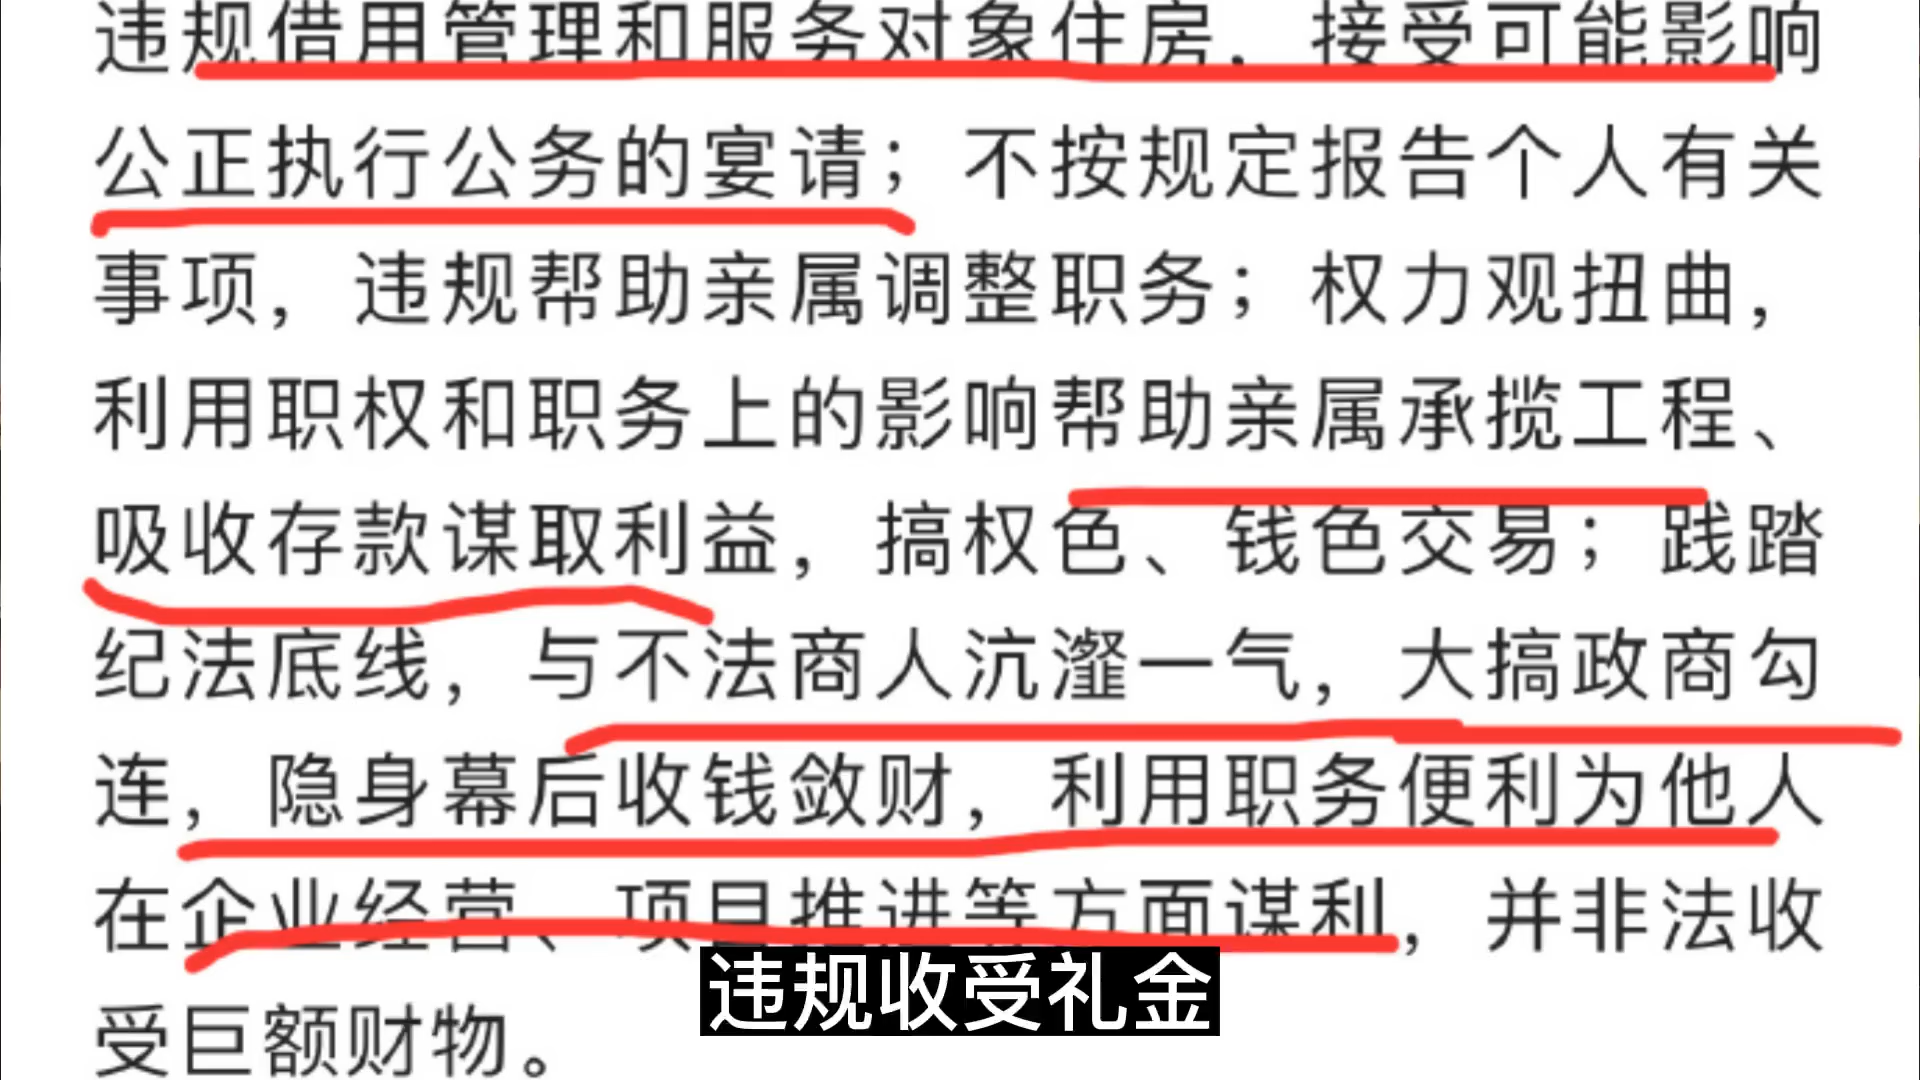 违规借用管理和服务对象住房，接受可能影响
公正执行公务的宴请；不按规定报告个人有关
事项，违规帮助亲属调整职务；权力观扭曲，
利用职权和职务上的影响帮助亲属承揽工程、
吸收存款谋取利益，搞权色、钱色交易；践踏
纪法底线，与不法商人沆瀣一气，大搞政商勾
连，隐身幕后收钱敛财，利用职务便利为他人
在企业经营、项目推进等方面谋利，并非法收
受巨额财物。
违规收受礼金